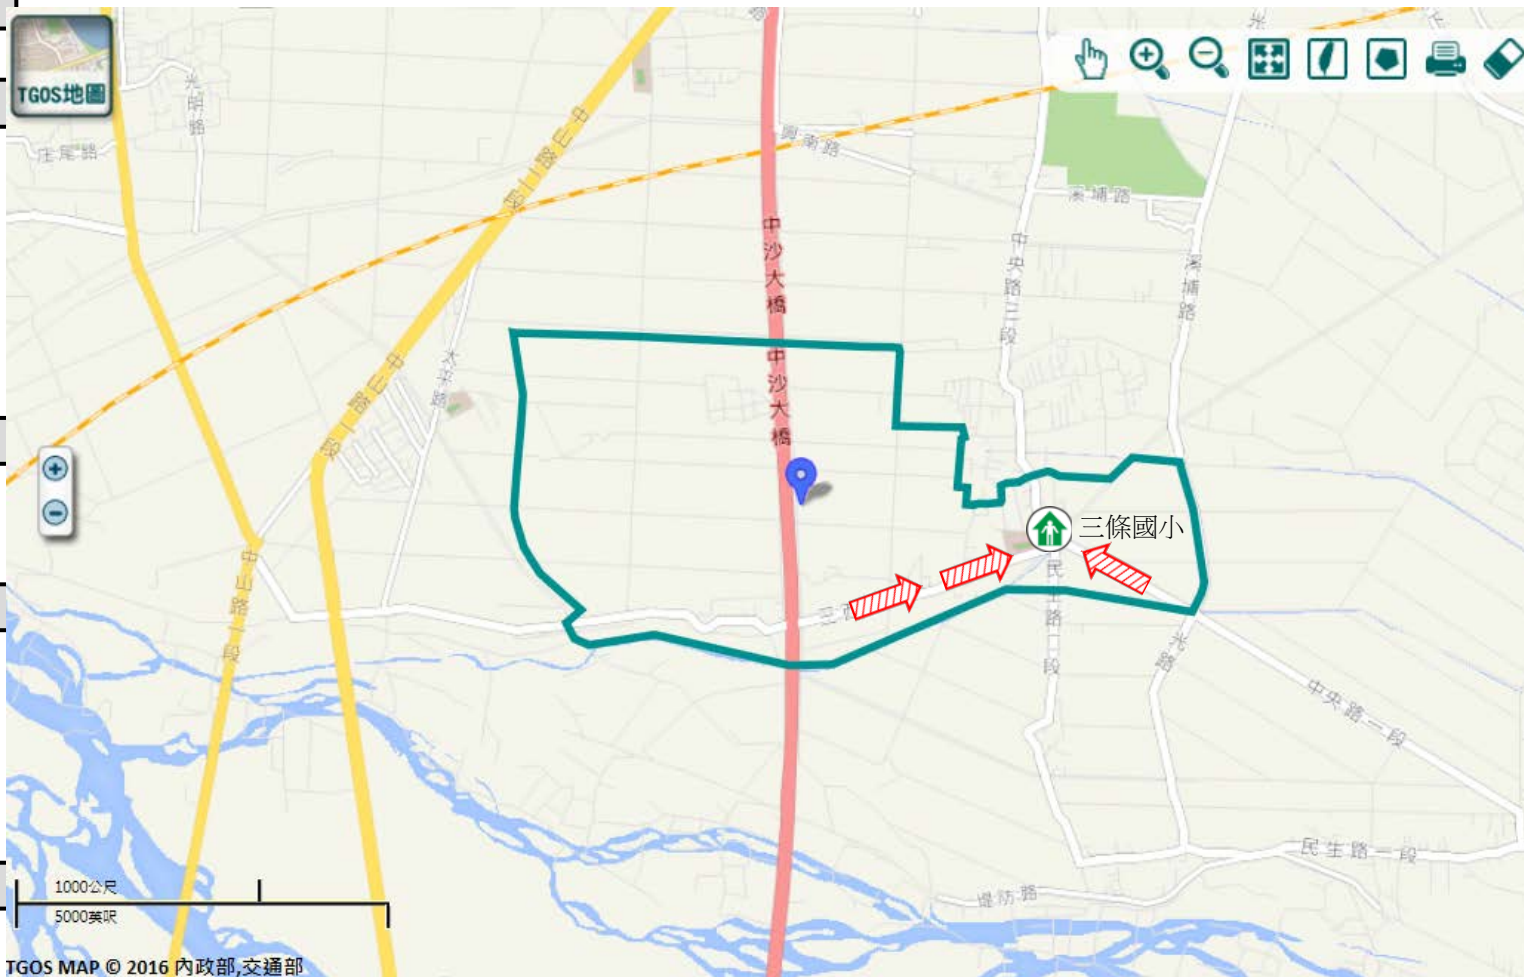 TGOS地圖
光明路
庄尾路
中山路二段
路
興南路
光
溪埔路
中沙大橋
中央路三段
溪埔路
中沙大橋
太平路
中山路一段
三條國小
中山路一段
民生路二段
光路
中央路一段
民生路一段
堤防路
1000公尺
5000英呎
TGOS MAP © 2016 內政部,交通部